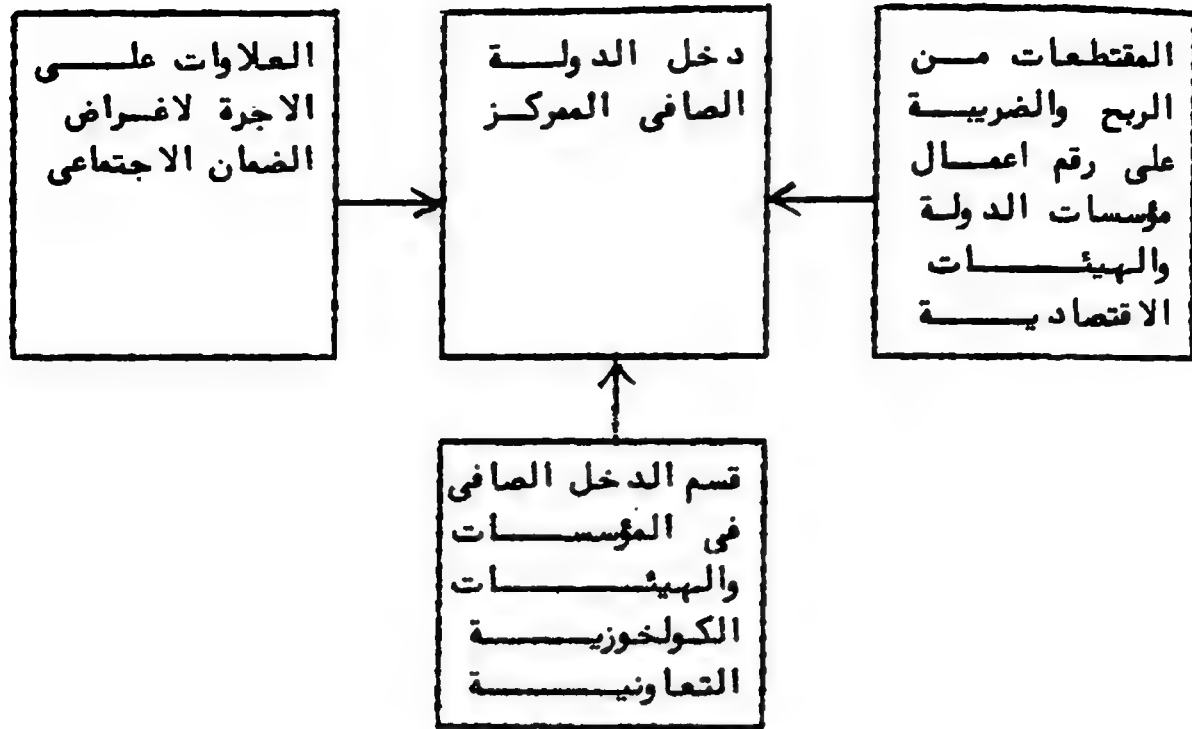 المقتطعات من
الربح والضريبة
على رقم اعمال
مؤسسات الدولة
والهيئات
الاقتصادية
دخل الدولة
الصافى الممركز
العلاوات على
الاجرة لاغراض
الضمان الاجتماعى
قسم الدخل الصافى
فى المؤسسات
والهيئات
الكولخوزية
التعاونية